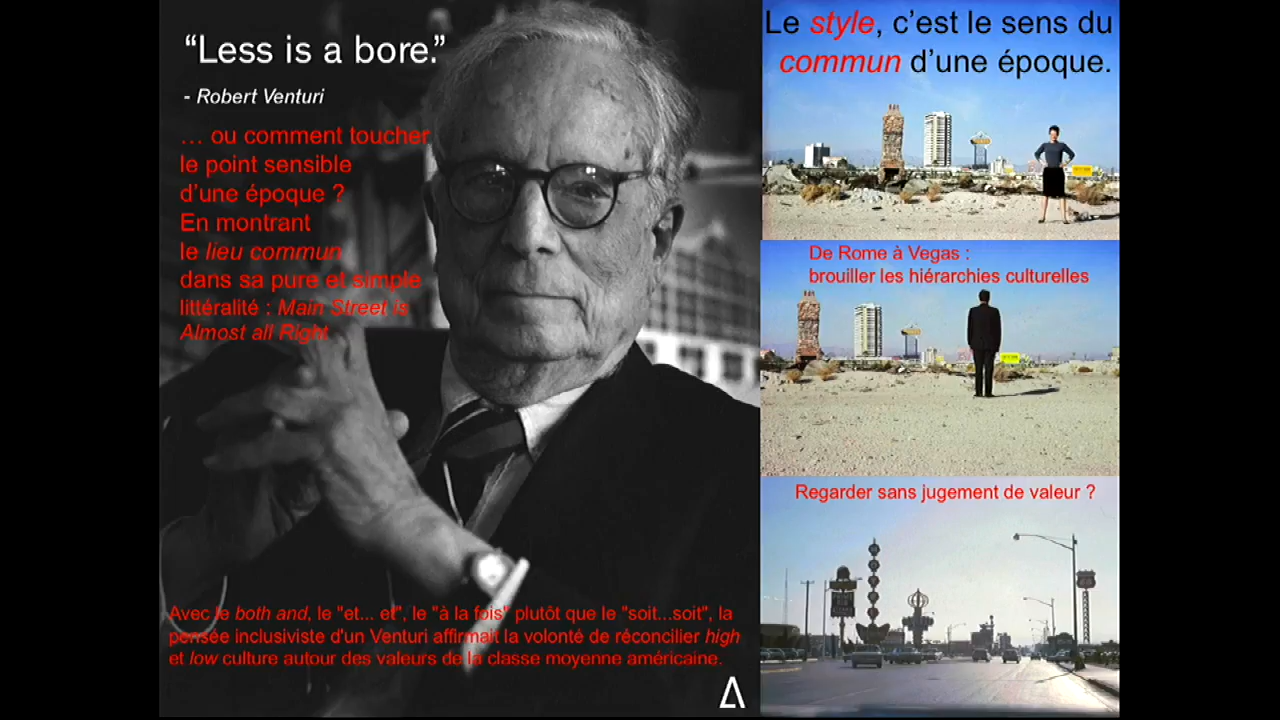 “Less is a bore.”
- Robert Venturi
… ou comment toucher
le point sensible
d’une époque ?
En montrant
le lieu commun
dans sa pure et simple
littéralité : Main Street is
Almost all Right
Avec le both and, le "et... et", le "à la fois" plutôt que le "soit...soit", la
pensée inclusiviste d'un Venturi affirmait la volonté de réconcilier high
et low culture autour des valeurs de la classe moyenne américaine.
Le style, c’est le sens du
commun d’une époque.
De Rome à Vegas :
brouiller les hiérarchies culturelles
Regarder sans jugement de valeur ?